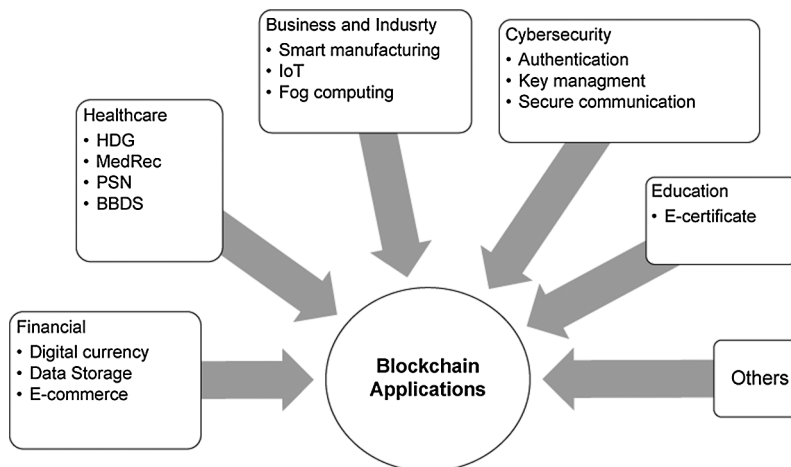 Business and Indusrty
• Smart manufacturing
• IoT
• Fog computing
Cybersecurity
• Authentication
• Key managment
• Secure communication
Healthcare
• HDG
• MedRec
• PSN
• BBDS
Education
• E-certificate
Financial
• Digital currency
• Data Storage
• E-commerce
Blockchain
Applications
Others